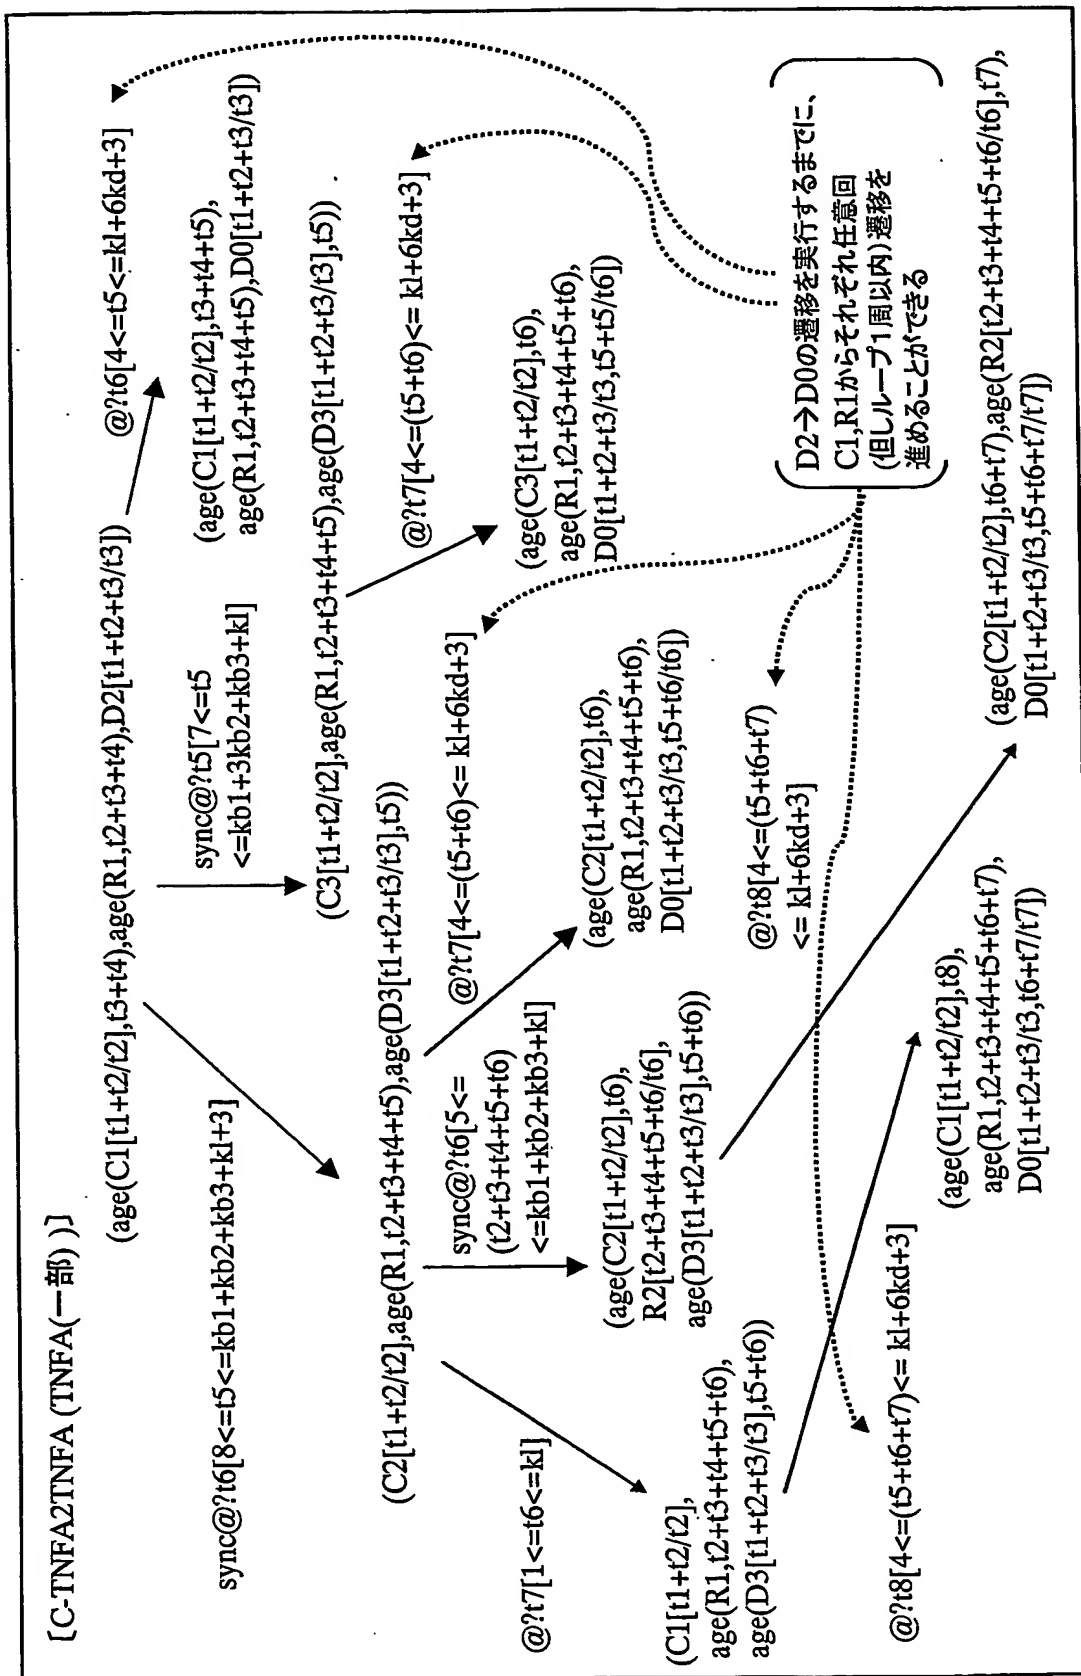 [C-TNFA2TNFA (TNFA(一部) )]
(age(C1[t1+t2/t2],t3+t4),age(R1,t2+t3+t4),D2[t1+t2+t3/t3])
@?t6[4<=t5<=kl+6kd+3]
sync@?t6[8<=t5<=kb1+kb2+kb3+kl+3]
sync@?t5[7<=t5
<=kb1+3kb2+kb3+kl]
(age(C1[t1+t2/t2],t3+t4+t5),
age(R1,t2+t3+t4+t5),D0[t1+t2+t3/t3])
(C3[t1+t2/t2],age(R1,t2+t3+t4+t5),age(D3[t1+t2+t3/t3],t5))
(C2[t1+t2/t2],age(R1,t2+t3+t4+t5),age(D3[t1+t2+t3/t3],t5))
@?t7[4<=(t5+t6)<= kl+6kd+3]
@?t7[4<=(t5+t6)<= kl+6kd+3]
@?t7[1<=t6<=kl]
sync@?t6[5<=
(t2+t3+t4+t5+t6)
<=kb1+kb2+kb3+kl]
(age(C3[t1+t2/t2],t6),
age(R1,t2+t3+t4+t5+t6),
D0[t1+t2+t3/t3,t5+t5/t6])
(age(C2[t1+t2/t2],t6),
age(R1,t2+t3+t4+t5+t6),
D0[t1+t2+t3/t3,t5+t6/t6])
(age(C2[t1+t2/t2],t6),
R2[t2+t3+t4+t5+t6/t6],
age(D3[t1+t2+t3/t3],t5+t6))
(C1[t1+t2/t2],
age(R1,t2+t3+t4+t5+t6),
age(D3[t1+t2+t3/t3],t5+t6))
@?t8[4<=(t5+t6+t7)
<= kl+6kd+3]
D2→D0の遷移を実行するまでに、
C1,R1からそれぞれ任意回
(但しループ1周以内)遷移を
進めることができる
@?t8[4<=(t5+t6+t7)<= kl+6kd+3]
(age(C1[t1+t2/t2],t8),
age(R1,t2+t3+t4+t5+t6+t7),
D0[t1+t2+t3/t3,t6+t7/t7])
(age(C2[t1+t2/t2],t6+t7),age(R2[t2+t3+t4+t5+t6/t6],t7),
D0[t1+t2+t3/t3,t5+t6+t7/t7])